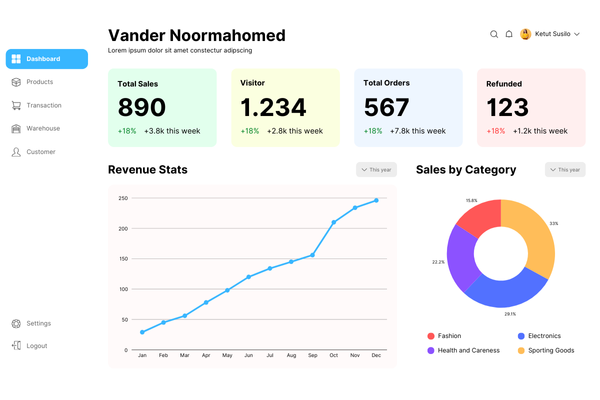 Vander Noormahomed
Lorem ipsum dolor sit amet constectur adipscing
Ketut Susilo
Dashboard
Products
Transaction
Warehouse
Customer
Settings
Logout
Total Sales
890
+18% +3.8k this week
Visitor
1.234
+18% +2.8k this week
Total Orders
567
+18% +7.8k this week
Refunded
123
+18% +1.2k this week
Revenue Stats
This year
250
200
150
100
50
0
Jan Feb Mar Apr May Jun Jul Aug Sep Oct Nov Dec
Sales by Category
This year
15.8%
33%
22.2%
29.1%
Fashion
Electronics
Health and Careness
Sporting Goods